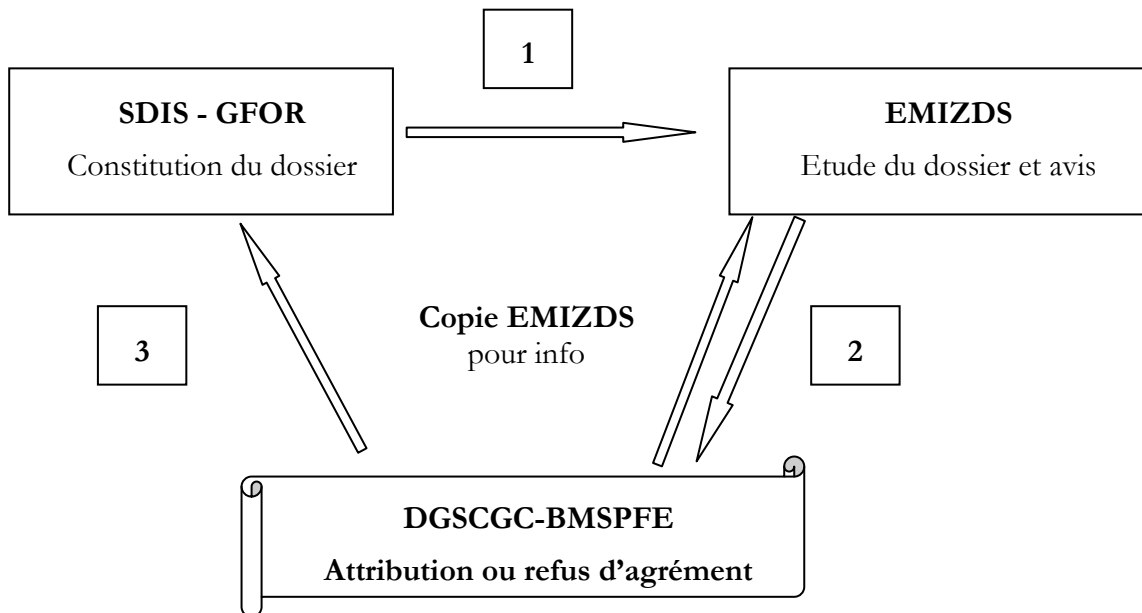 1
SDIS - GFOR
Constitution du dossier
EMIZDS
Etude du dossier et avis
Copie EMIZDS
pour info
3
2
DGSCGC-BMSPFE
Attribution ou refus d'agrément